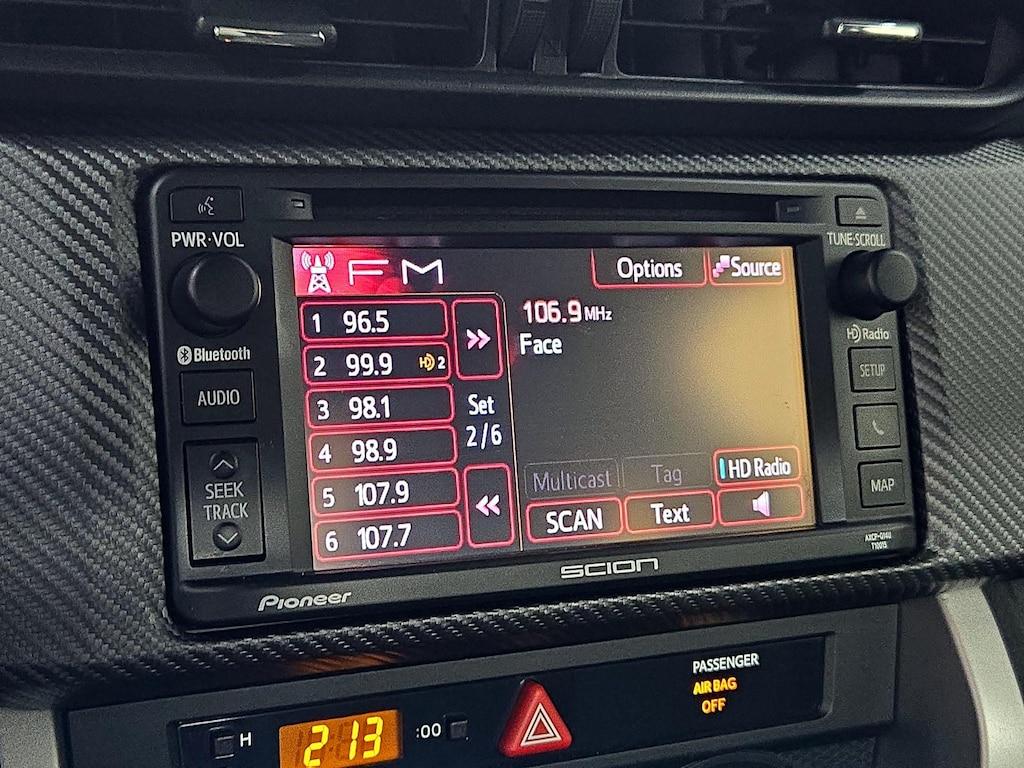 PWR·VOL
TUNE·SCROLL
FM
Options
Source
1 96.5
2 99.9 HD 2
3 98.1
4 98.9
5 107.9
6 107.7
Set
2/6
106.9 MHz
Face
Multicast
Tag
HD Radio
SCAN
Text
Bluetooth
AUDIO
SEEK
TRACK
HD Radio
SETUP
MAP
Pioneer
SCION
PASSENGER
AIR BAG
OFF
H
2:13
:00